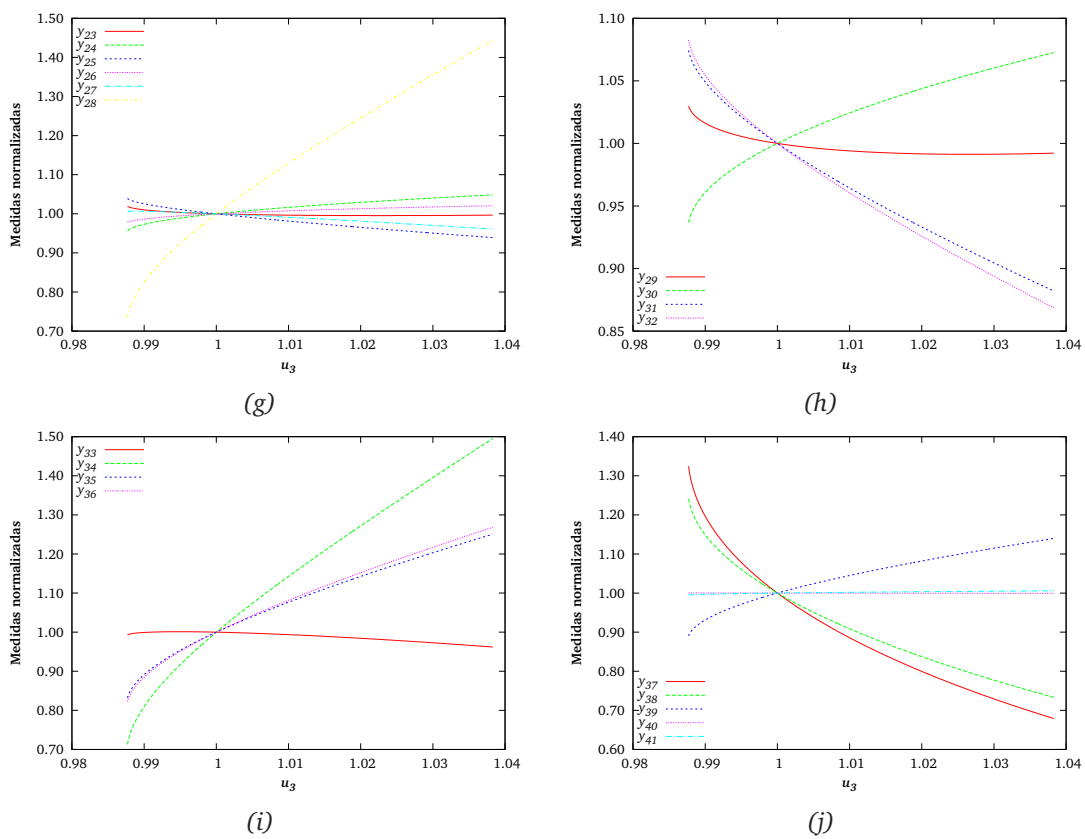 1.50
1.40
1.30
1.20
1.10
1.00
0.90
0.80
0.70
Medidas normalizadas
y23
y24
y25
y26
y27
y28
0.98 0.99 1 1.01 1.02 1.03 1.04
u3
(g)
1.10
1.05
1.00
0.95
0.90
0.85
Medidas normalizadas
y29
y30
y31
y32
0.98 0.99 1 1.01 1.02 1.03 1.04
u3
(h)
1.50
1.40
1.30
1.20
1.10
1.00
0.90
0.80
0.70
Medidas normalizadas
y33
y34
y35
y36
0.98 0.99 1 1.01 1.02 1.03 1.04
u3
(i)
1.40
1.30
1.20
1.10
1.00
0.90
0.80
0.70
0.60
Medidas normalizadas
y37
y38
y39
y40
y41
0.98 0.99 1 1.01 1.02 1.03 1.04
u3
(j)